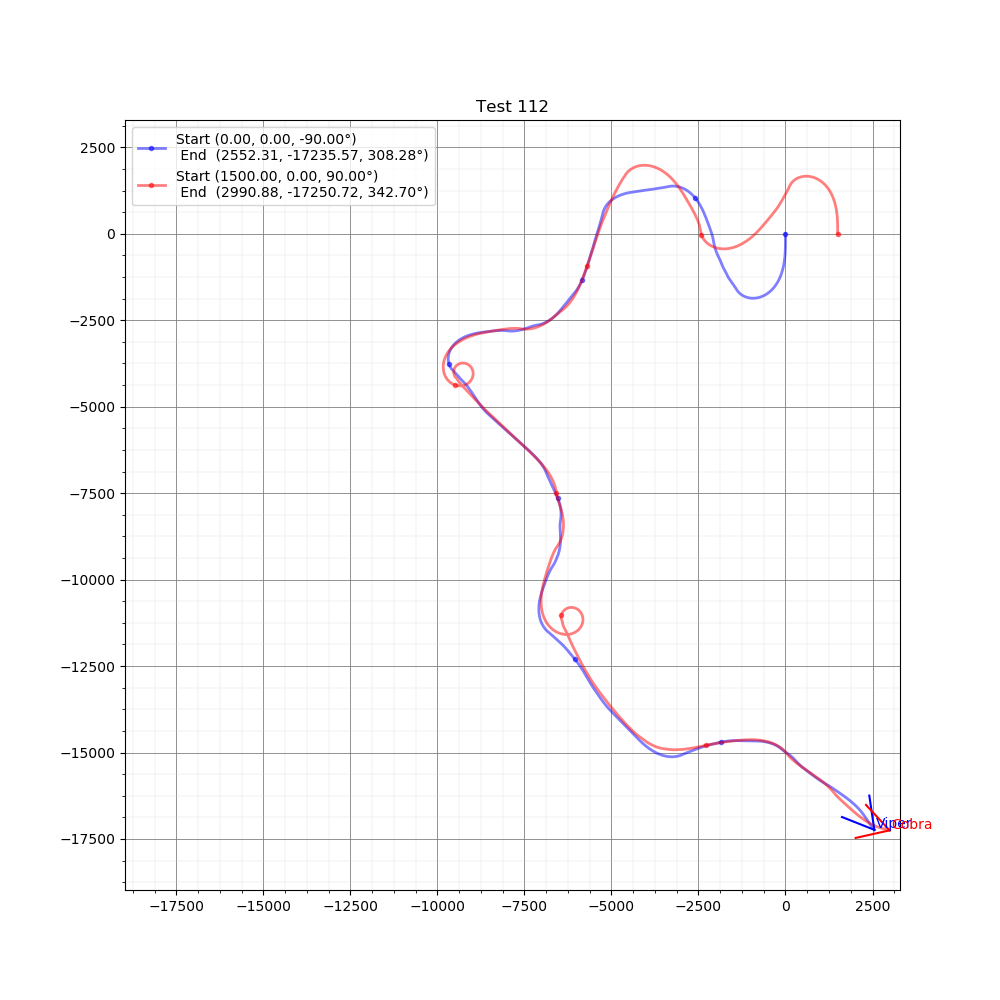 Test 112
Start (0.00, 0.00, -90.00°)
End  (2552.31, -17235.57, 308.28°)
Start (1500.00, 0.00, 90.00°)
End  (2990.88, -17250.72, 342.70°)
2500
0
−2500
−5000
−7500
−10000
−12500
−15000
−17500
Viper
Cobra
−17500 −15000 −12500 −10000 −7500 −5000 −2500 0 2500